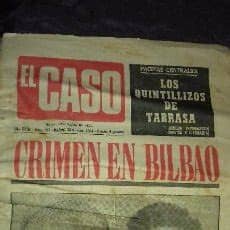 EL CASO
PAGINAS CENTRALES
LOS
QUINTILLIZOS
DE
TARRASA
CRIMEN EN BILBAO